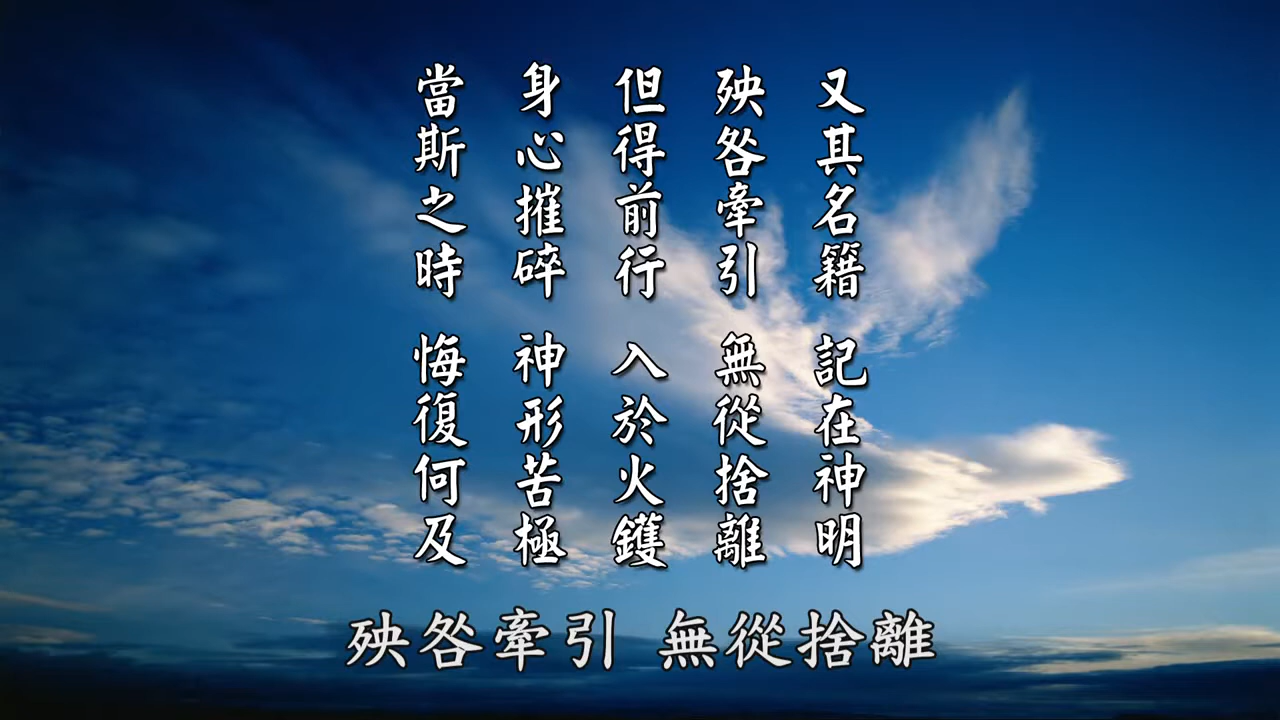 又其名籍 記在神明
殃咎牽引 無從捨離
但得前行 入於火鑊
身心摧碎 神形苦極
當斯之時 悔復何及
殃咎牽引 無從捨離